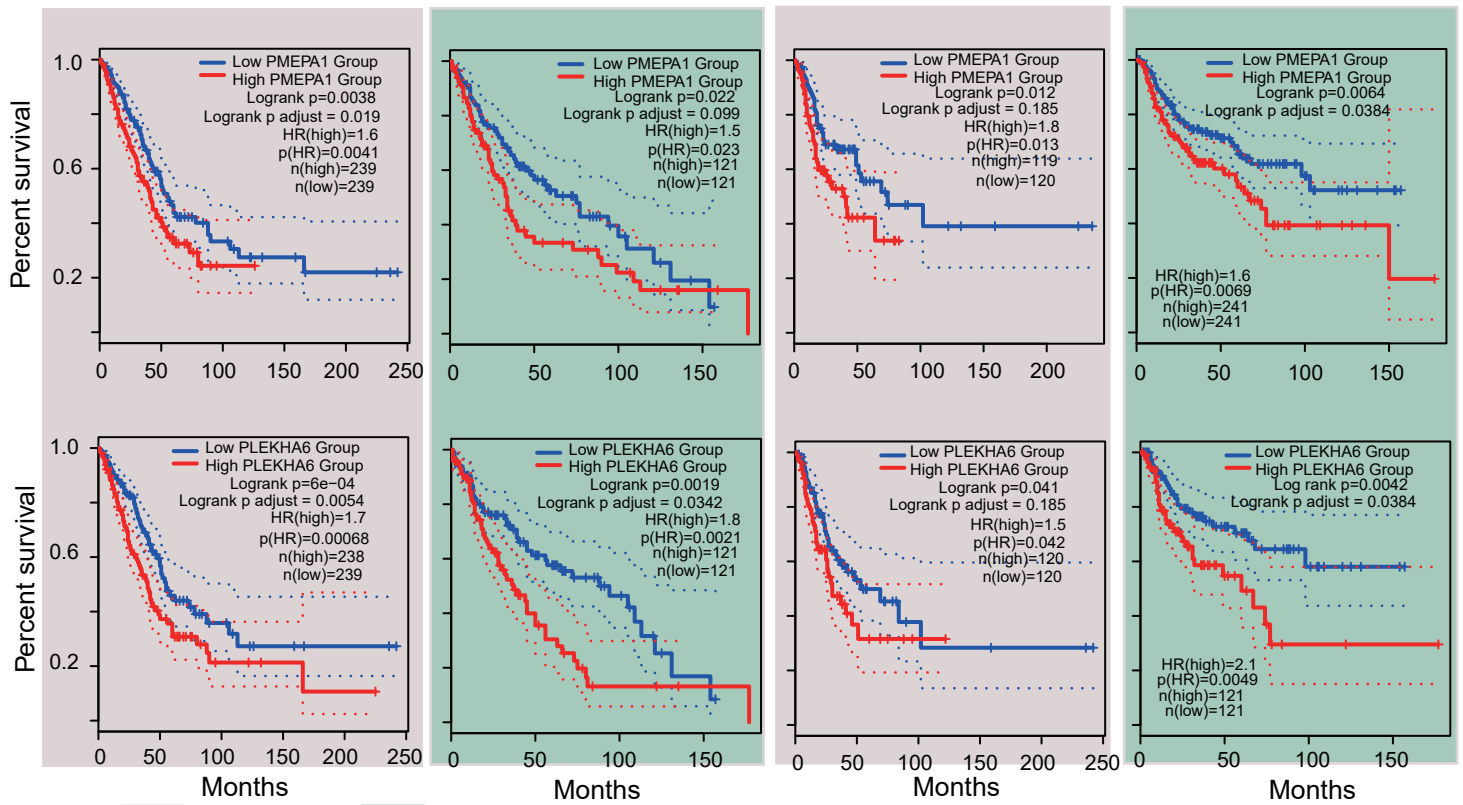 Percent survival
1.0
0.6
0.2
Low PMEPA1 Group
High PMEPA1 Group
Logrank p=0.0038
Logrank p adjust = 0.019
HR(high)=1.6
p(HR)=0.0041
n(high)=239
n(low)=239
0 50 100 150 200 250
Low PMEPA1 Group
High PMEPA1 Group
Logrank p=0.022
Logrank p adjust = 0.099
HR(high)=1.5
p(HR)=0.023
n(high)=121
n(low)=121
0 50 100 150
Low PMEPA1 Group
High PMEPA1 Group
Logrank p=0.012
Logrank p adjust = 0.185
HR(high)=1.8
p(HR)=0.013
n(high)=119
n(low)=120
0 50 100 150 200 250
Low PMEPA1 Group
High PMEPA1 Group
Logrank p=0.0064
Logrank p adjust = 0.0384
HR(high)=1.6
p(HR)=0.0069
n(high)=241
n(low)=241
0 50 100 150
Percent survival
1.0
0.6
0.2
Low PLEKHA6 Group
High PLEKHA6 Group
Logrank p=6e−04
Logrank p adjust = 0.0054
HR(high)=1.7
p(HR)=0.00068
n(high)=238
n(low)=239
0 50 100 150 200 250
Months
Low PLEKHA6 Group
High PLEKHA6 Group
Logrank p=0.0019
Logrank p adjust = 0.0342
HR(high)=1.8
p(HR)=0.0021
n(high)=121
n(low)=121
0 50 100 150
Months
Low PLEKHA6 Group
High PLEKHA6 Group
Logrank p=0.041
Logrank p adjust = 0.185
HR(high)=1.5
p(HR)=0.042
n(high)=120
n(low)=120
0 50 100 150 200 250
Months
Low PLEKHA6 Group
High PLEKHA6 Group
Log rank p=0.0042
Logrank p adjust = 0.0384
HR(high)=2.1
p(HR)=0.0049
n(high)=121
n(low)=121
0 50 100 150
Months